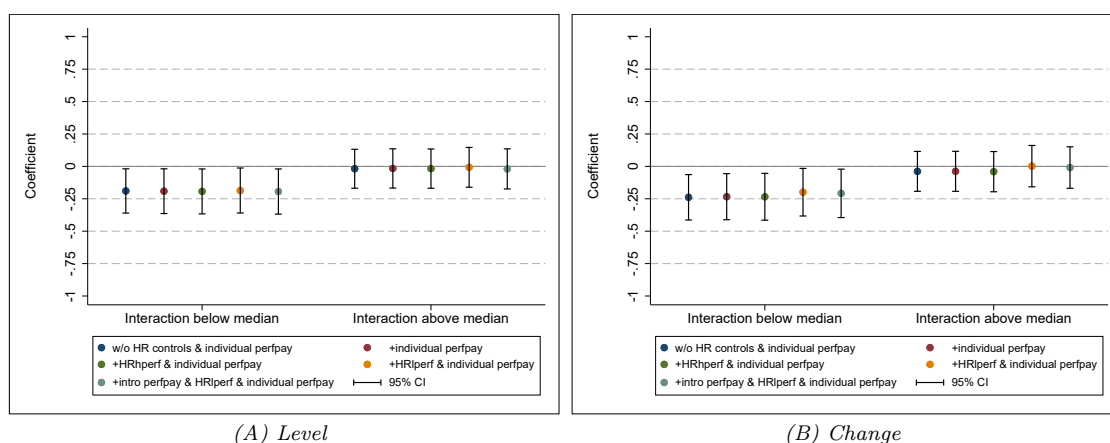 Coefficient
1
.75
.5
.25
0
-.25
-.5
-.75
-1
Interaction below median
Interaction above median
w/o HR controls & individual perfpay
+individual perfpay
+HRhperf & individual perfpay
+HRlperf & individual perfpay
+intro perfpay & HRlperf & individual perfpay
95% CI
(A) Level
Coefficient
1
.75
.5
.25
0
-.25
-.5
-.75
-1
Interaction below median
Interaction above median
w/o HR controls & individual perfpay
+individual perfpay
+HRhperf & individual perfpay
+HRlperf & individual perfpay
+intro perfpay & HRlperf & individual perfpay
95% CI
(B) Change